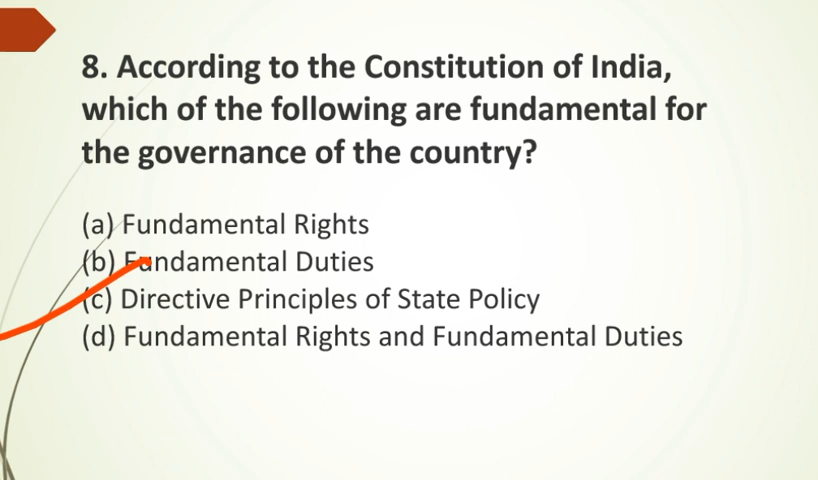 8. According to the Constitution of India,
which of the following are fundamental for
the governance of the country?
(a) Fundamental Rights
(b) Fundamental Duties
(c) Directive Principles of State Policy
(d) Fundamental Rights and Fundamental Duties